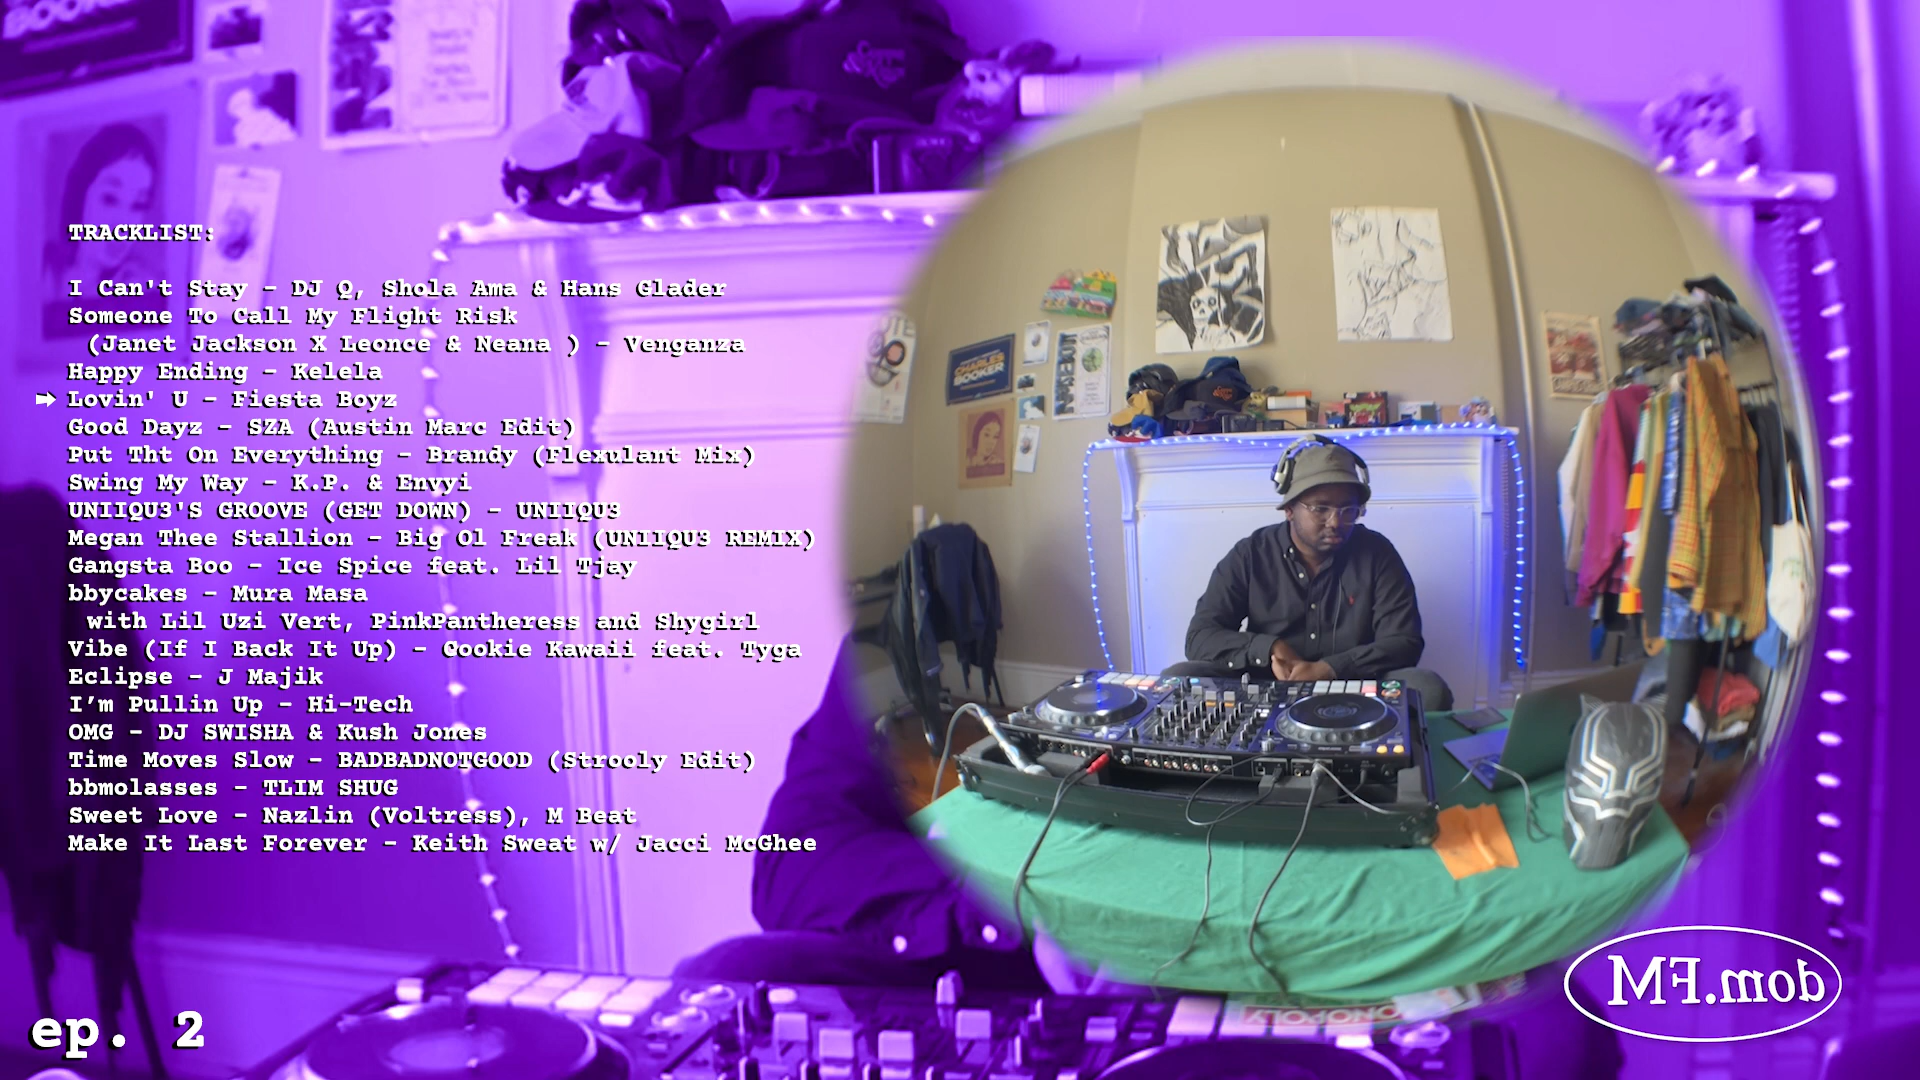 TRACKLIST:
I Can't Stay - DJ Q, Shola Ama & Hans Glader
Someone To Call My Flight Risk
(Janet Jackson X Leonce & Neana ) - Venganza
Happy Ending - Kelela
➡ Lovin' U - Fiesta Boyz
Good Dayz - SZA (Austin Marc Edit)
Put Tht On Everything - Brandy (Flexulant Mix)
Swing My Way - K.P. & Envyi
UNIIQU3'S GROOVE (GET DOWN) - UNIIQU3
Megan Thee Stallion - Big Ol Freak (UNIIQU3 REMIX)
Gangsta Boo - Ice Spice feat. Lil Tjay
bbycakes - Mura Masa
with Lil Uzi Vert, PinkPantheress and Shygirl
Vibe (If I Back It Up) - Cookie Kawaii feat. Tyga
Eclipse - J Majik
I’m Pullin Up - Hi-Tech
OMG - DJ SWISHA & Kush Jones
Time Moves Slow - BADBADNOTGOOD (Strooly Edit)
bbmolasses - TLIM SHUG
Sweet Love - Nazlin (Voltress), M Beat
Make It Last Forever - Keith Sweat w/ Jacci McGhee
CHARLES
BOOKER
ep. 2
dom.FM